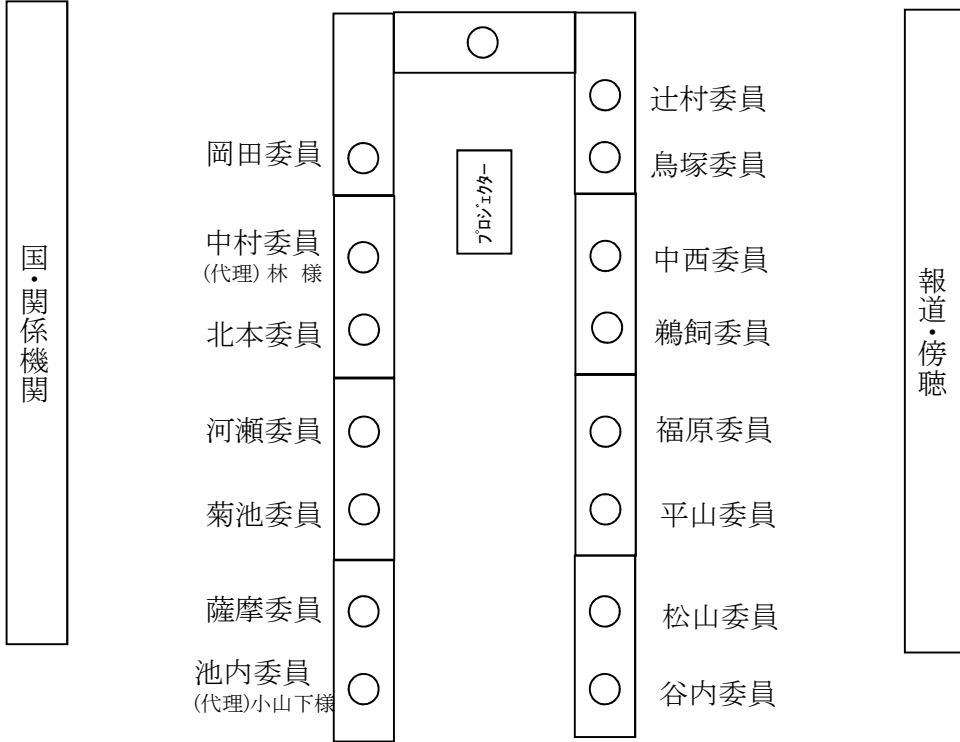 国・関係機関
岡田委員
中村委員
(代理) 林 様
北本委員
河瀬委員
菊池委員
薩摩委員
池内委員
(代理)小山下様
プロジェクター
辻村委員
鳥塚委員
中西委員
鵜飼委員
福原委員
平山委員
松山委員
谷内委員
報道・傍聴